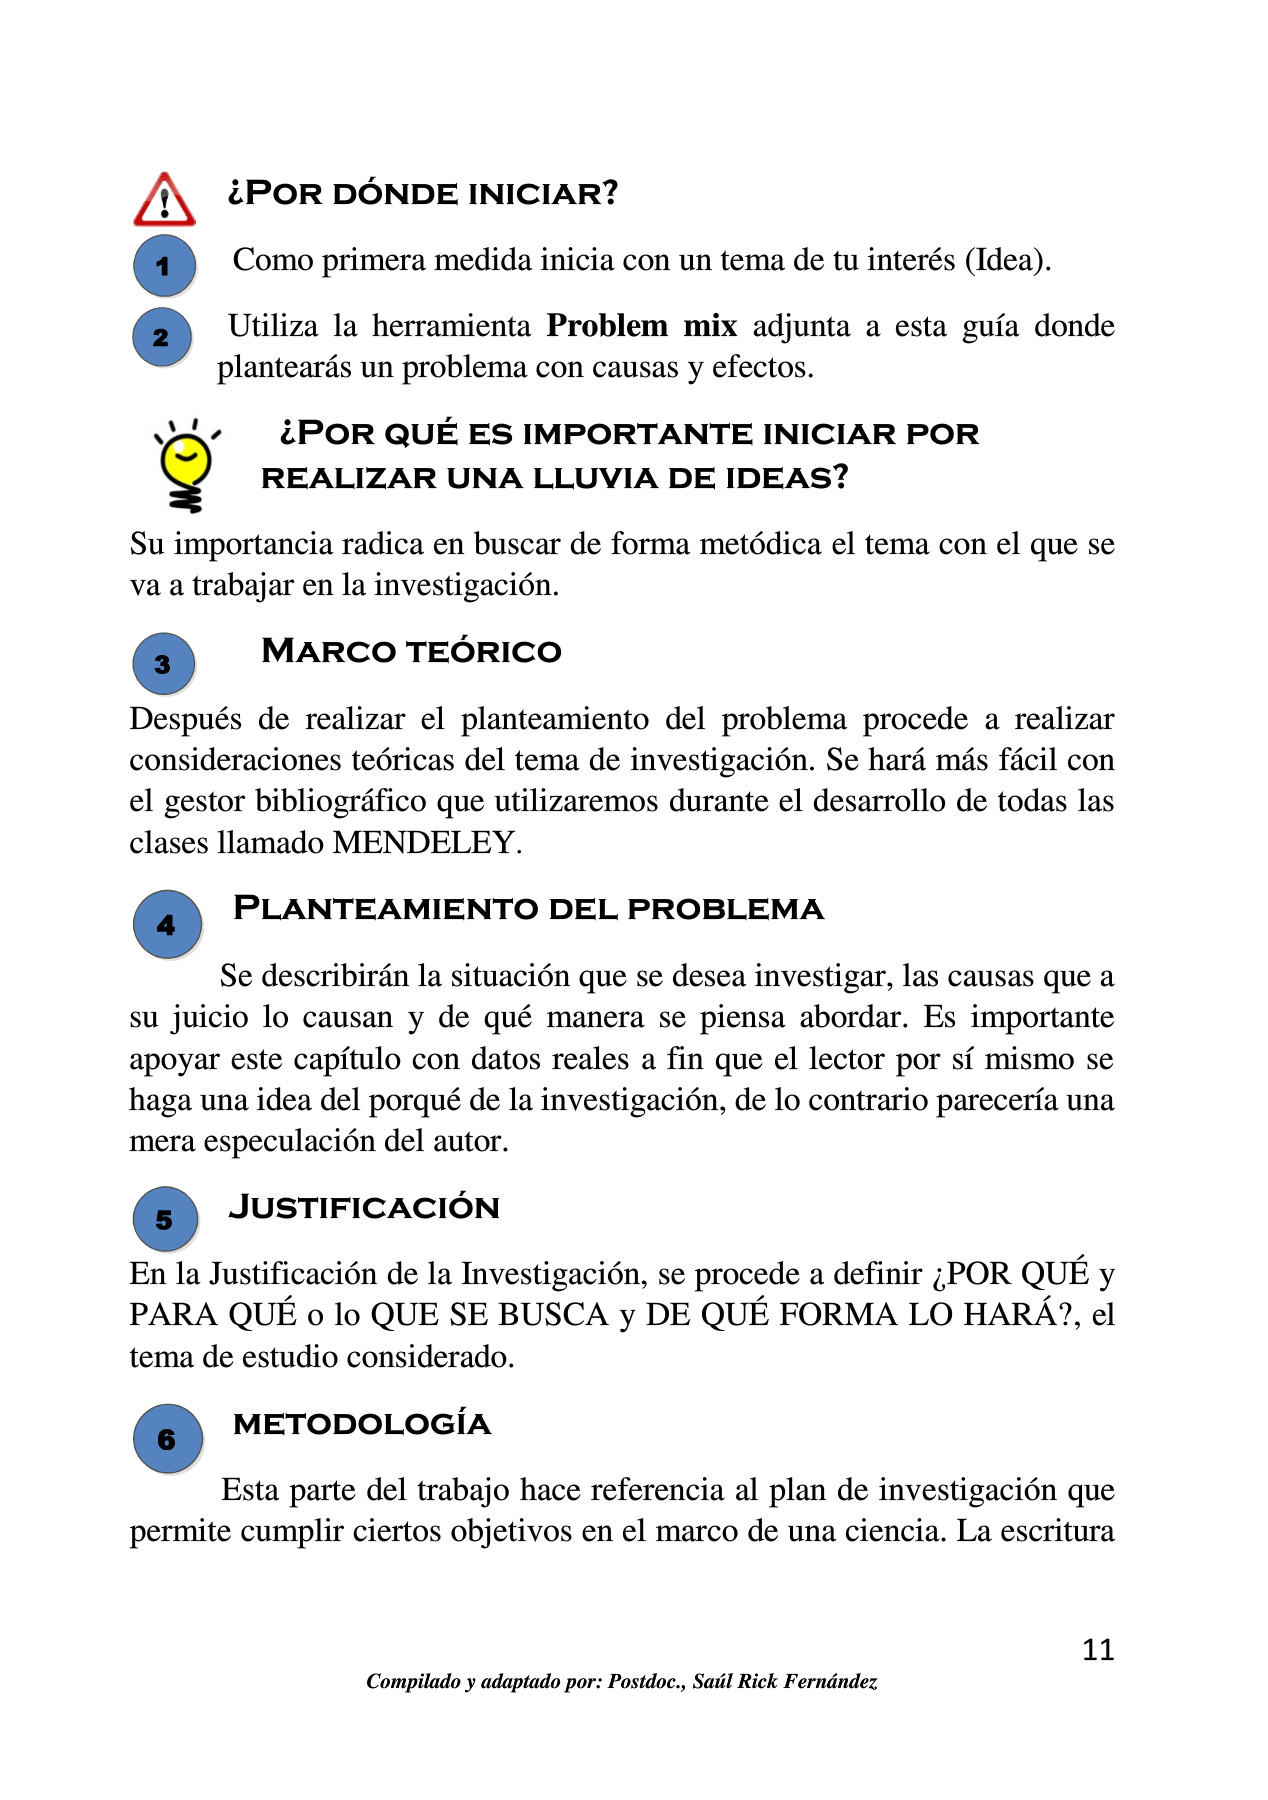 ¿Por dónde iniciar?
1 Como primera medida inicia con un tema de tu interés (Idea).
2 Utiliza la herramienta Problem mix adjunta a esta guía donde
plantearás un problema con causas y efectos.
¿Por qué es importante iniciar por
realizar una lluvia de ideas?
Su importancia radica en buscar de forma metódica el tema con el que se
va a trabajar en la investigación.
3 Marco teórico
Después de realizar el planteamiento del problema procede a realizar
consideraciones teóricas del tema de investigación. Se hará más fácil con
el gestor bibliográfico que utilizaremos durante el desarrollo de todas las
clases llamado MENDELEY.
4 Planteamiento del problema
Se describirán la situación que se desea investigar, las causas que a
su juicio lo causan y de qué manera se piensa abordar. Es importante
apoyar este capítulo con datos reales a fin que el lector por sí mismo se
haga una idea del porqué de la investigación, de lo contrario parecería una
mera especulación del autor.
5 Justificación
En la Justificación de la Investigación, se procede a definir ¿POR QUÉ y
PARA QUÉ o lo QUE SE BUSCA y DE QUÉ FORMA LO HARÁ?, el
tema de estudio considerado.
6 metodología
Esta parte del trabajo hace referencia al plan de investigación que
permite cumplir ciertos objetivos en el marco de una ciencia. La escritura
11
Compilado y adaptado por: Postdoc., Saúl Rick Fernández